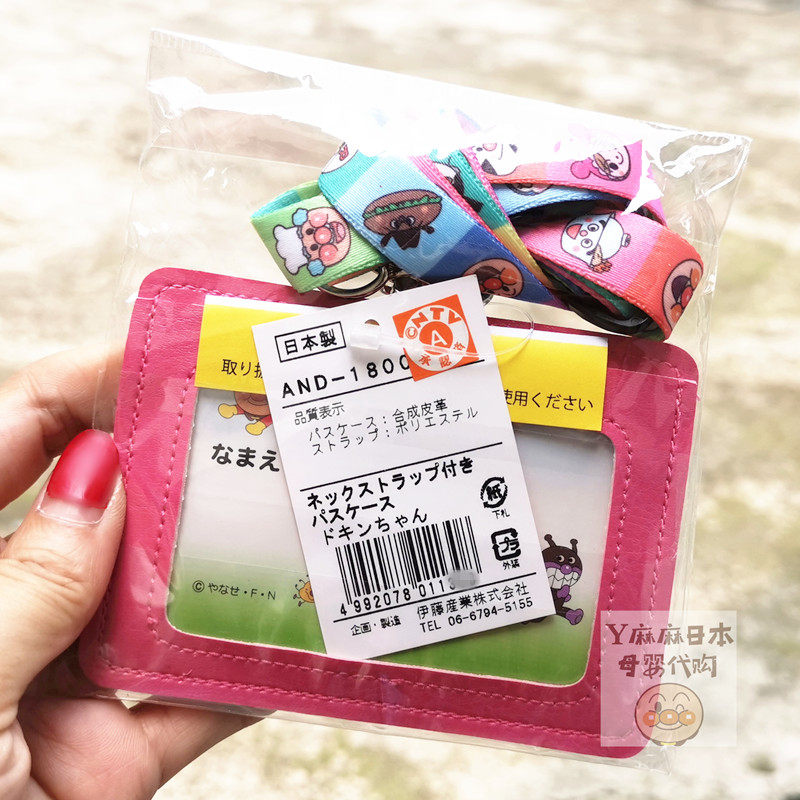 日本製
NTV
A
承認
AND-1800
取り扱
使用ください
品質表示
パスケース：合成皮革
ストラップ：ポリエステル
なまえ
ネックストラップ付き
パスケース
ドキンちゃん
紙
下札
プラ
外袋
4 992078 011
©やなせ・F・N
企画・製造
伊藤産業株式会社
TEL 06-6794-5155
Y麻麻日本
母婴代购